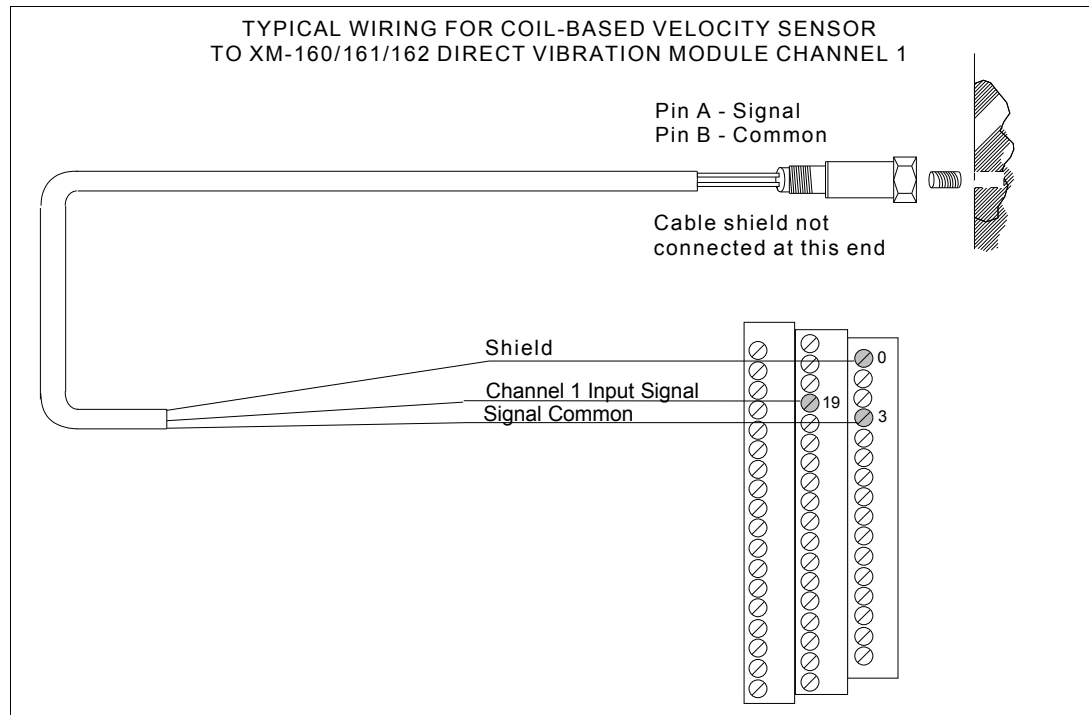 TYPICAL WIRING FOR COIL-BASED VELOCITY SENSOR
TO XM-160/161/162 DIRECT VIBRATION MODULE CHANNEL 1
Pin A - Signal
Pin B - Common
Cable shield not
connected at this end
Shield
0
Channel 1 Input Signal
19
Signal Common
3